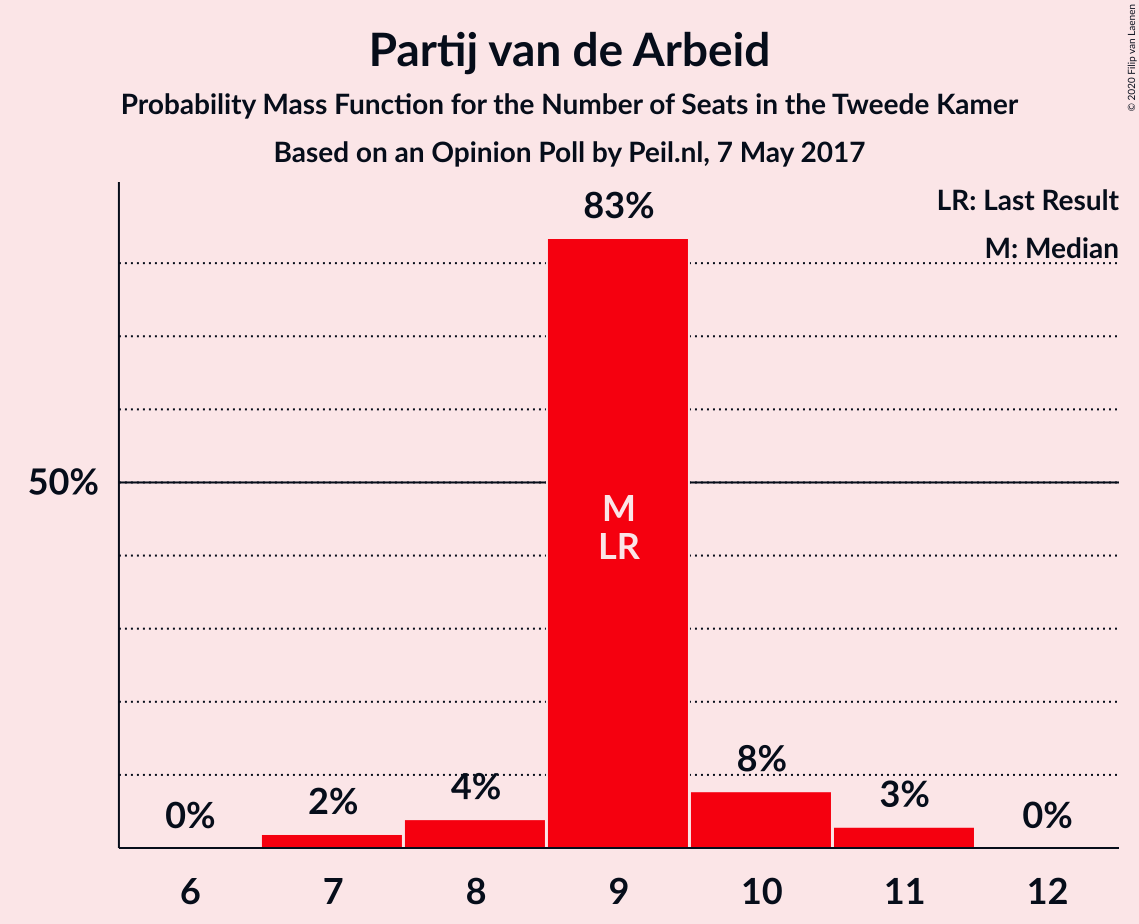 Partij van de Arbeid
Probability Mass Function for the Number of Seats in the Tweede Kamer
Based on an Opinion Poll by Peil.nl, 7 May 2017
© 2020 Filip van Laenen
LR: Last Result
M: Median
83%
50%
M
LR
0%
2%
4%
8%
3%
0%
6
7
8
9
10
11
12